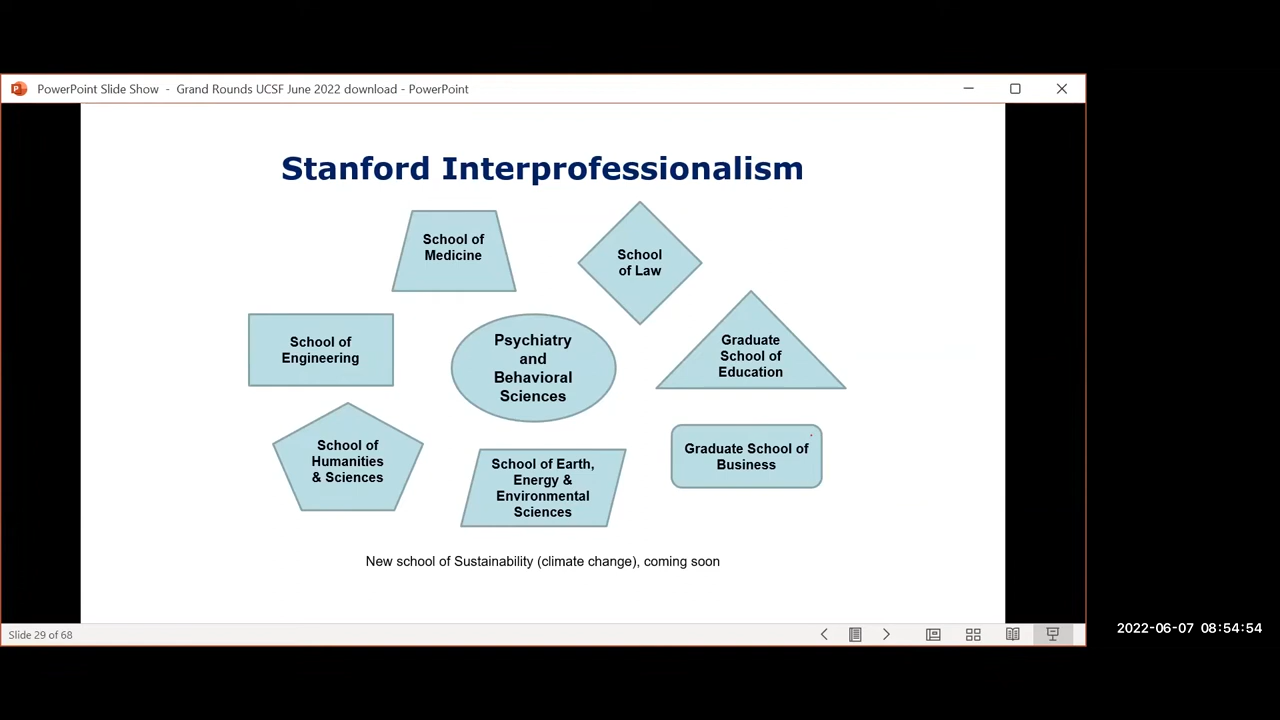 PowerPoint Slide Show - Grand Rounds UCSF June 2022 download - PowerPoint
Stanford Interprofessionalism
School of
Medicine
School
of Law
School of
Engineering
Psychiatry
and
Behavioral
Sciences
Graduate
School of
Education
School of
Humanities
& Sciences
School of Earth,
Energy &
Environmental
Sciences
Graduate School of
Business
New school of Sustainability (climate change), coming soon
Slide 29 of 68
2022-06-07 08:54:54